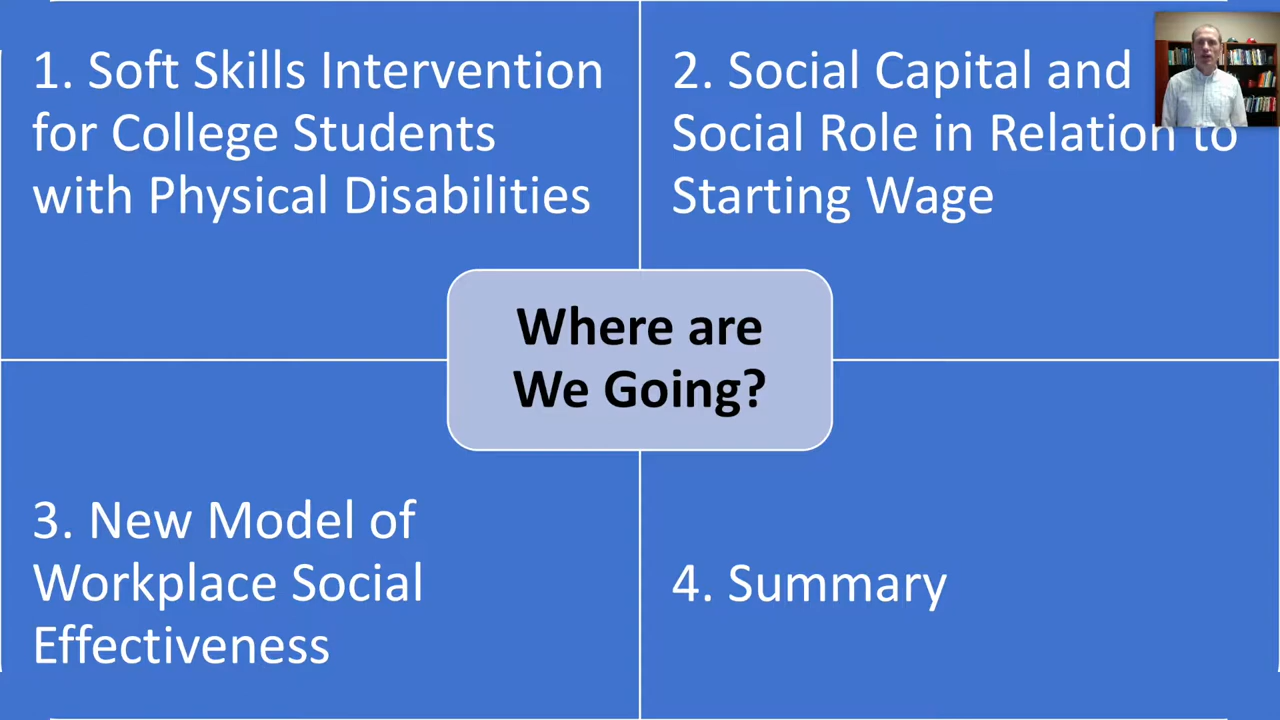 1. Soft Skills Intervention
for College Students
with Physical Disabilities
2. Social Capital and
Social Role in Relation to
Starting Wage
Where are
We Going?
3. New Model of
Workplace Social
Effectiveness
4. Summary